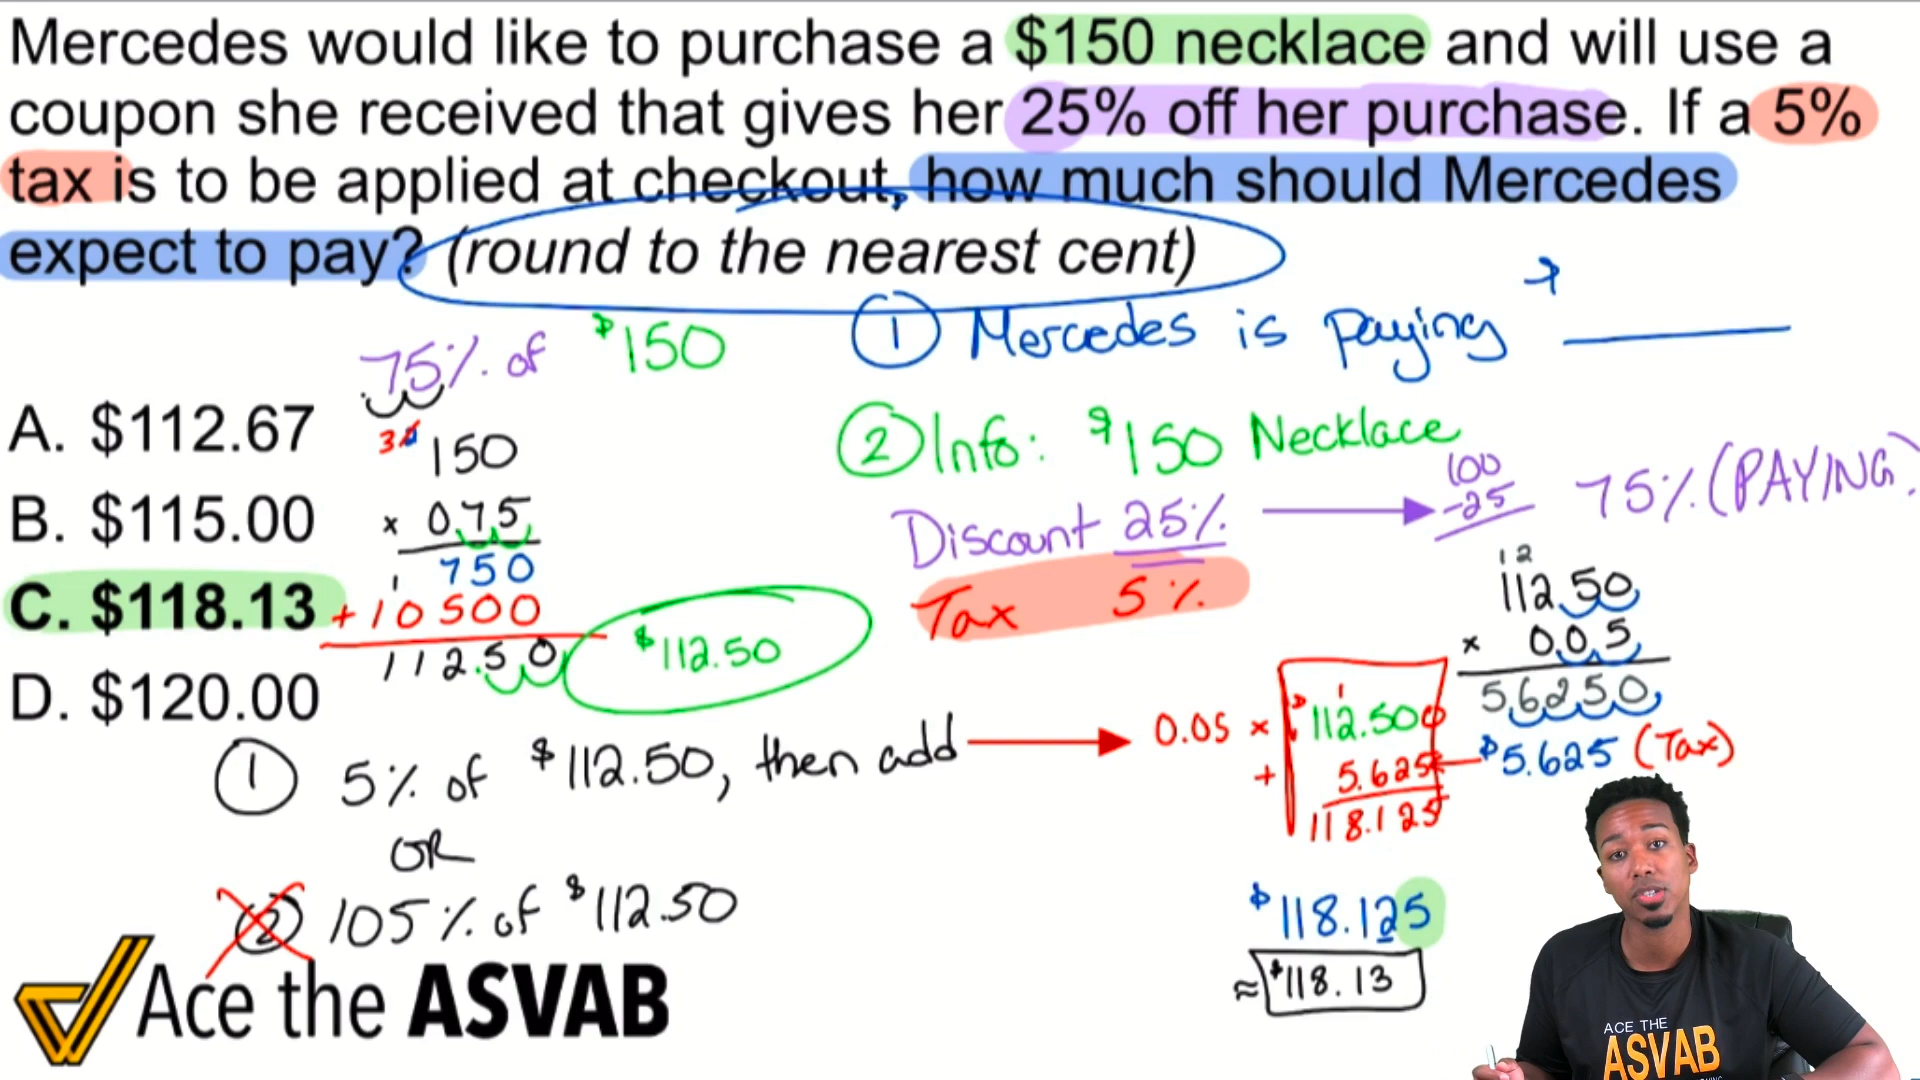 Mercedes would like to purchase a $150 necklace and will use a
coupon she received that gives her 25% off her purchase. If a 5%
tax is to be applied at checkout, how much should Mercedes
expect to pay? (round to the nearest cent)
① Mercedes is paying $ ______
75% of $150
A. $112.67
B. $115.00
C. $118.13
D. $120.00
150
x 0.75
750
+10500
112.50
$112.50
② Info: $150 Necklace
Discount 25%
100
-25
75% (PAYING)
Tax 5%
12
112.50
x 0.05
5.6250
$5.625 (Tax)
① 5% of $112.50, then add
0.05 x $112.500
+ 5.625
118.125
OR
② 105% of $112.50
$118.125
≈ $118.13
Ace the ASVAB
ACE THE
ASVAB